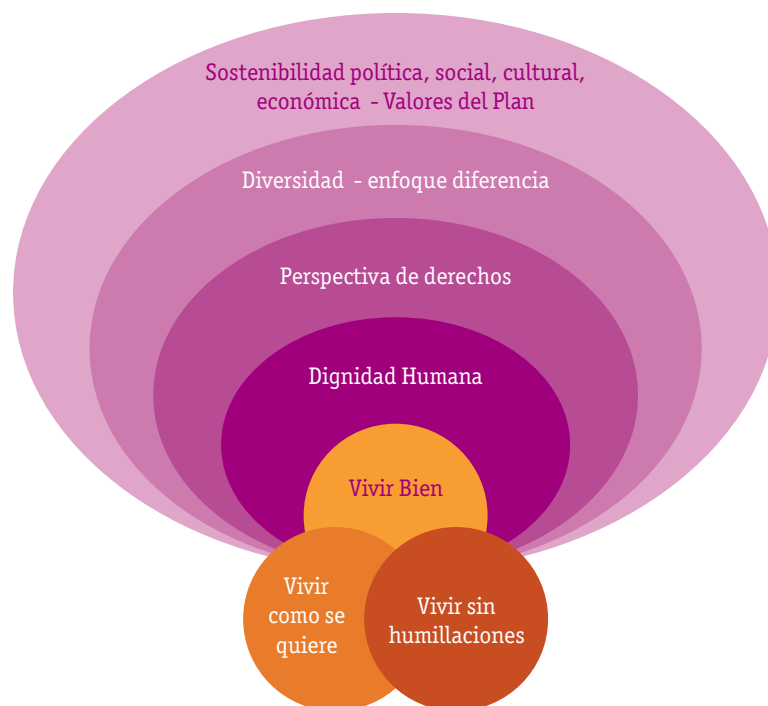 Sostenibilidad política, social, cultural,
económica - Valores del Plan
Diversidad - enfoque diferencia
Perspectiva de derechos
Dignidad Humana
Vivir Bien
Vivir
como se
quiere
Vivir sin
humillaciones